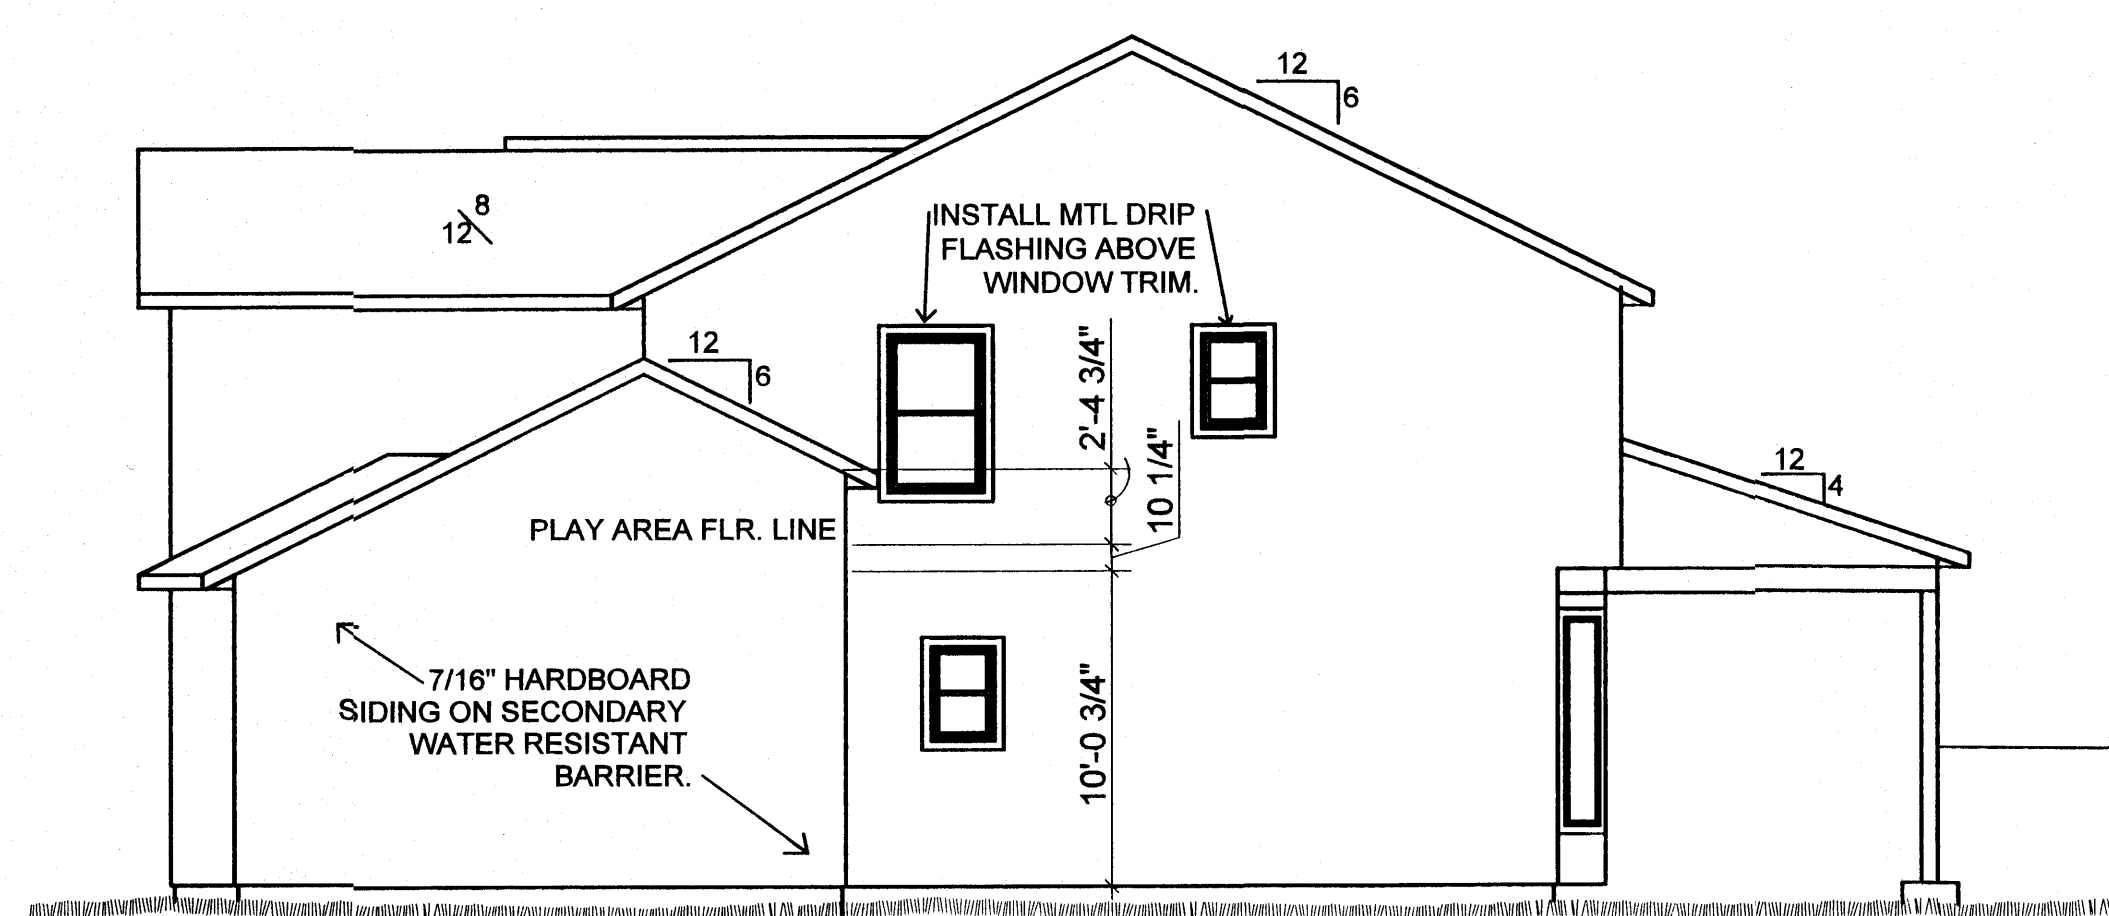 12
6
8
12
INSTALL MTL DRIP
FLASHING ABOVE
WINDOW TRIM.
12
6
2'-4 3/4"
10 1/4"
12
4
PLAY AREA FLR. LINE
7/16" HARDBOARD
SIDING ON SECONDARY
WATER RESISTANT
BARRIER.
10'-0 3/4"